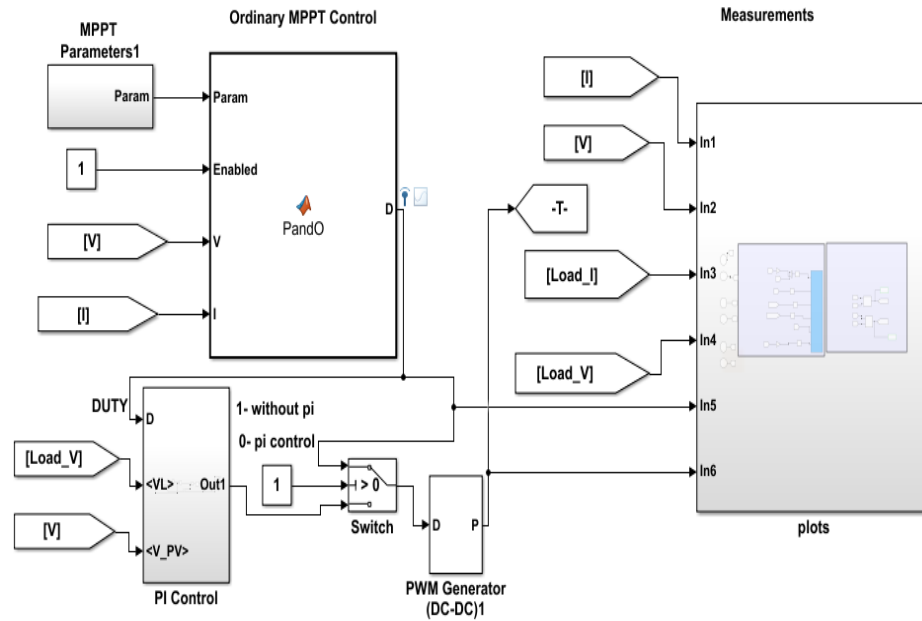 Ordinary MPPT Control
Measurements
MPPT
Parameters1
Param
Param
1
Enabled
[V]
V
[I]
I
PandO
D
[I]
In1
[V]
In2
-T-
[Load_I]
In3
[Load_V]
In4
In5
In6
plots
DUTY
D
1- without pi
0- pi control
[Load_V]
<VL>
Out1
[V]
<V_PV>
PI Control
1
> 0
Switch
D
P
PWM Generator
(DC-DC)1